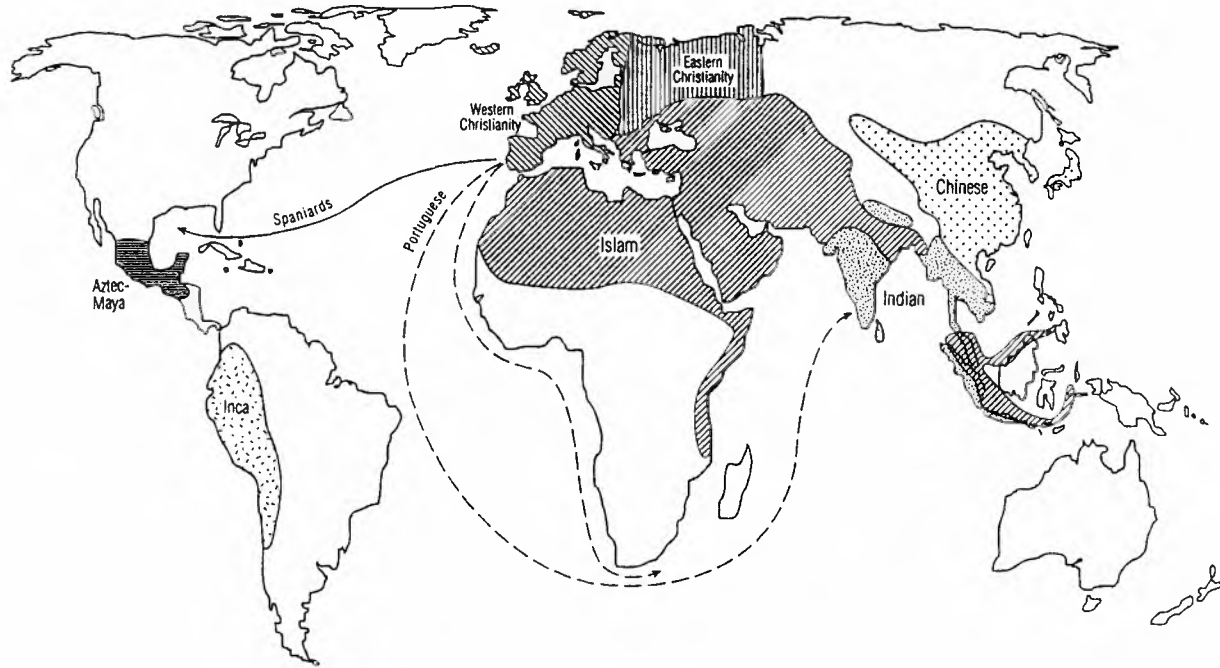 Eastern
Christianity
Western
Christianity
Chinese
Spaniards
Portuguese
Islam
Aztec-
Maya
Indian
Inca